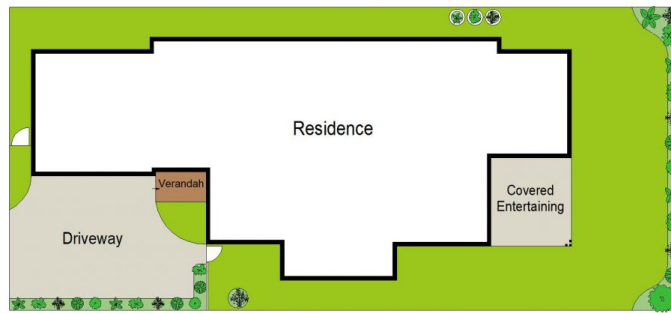 Residence
Verandah
Covered
Entertaining
Driveway